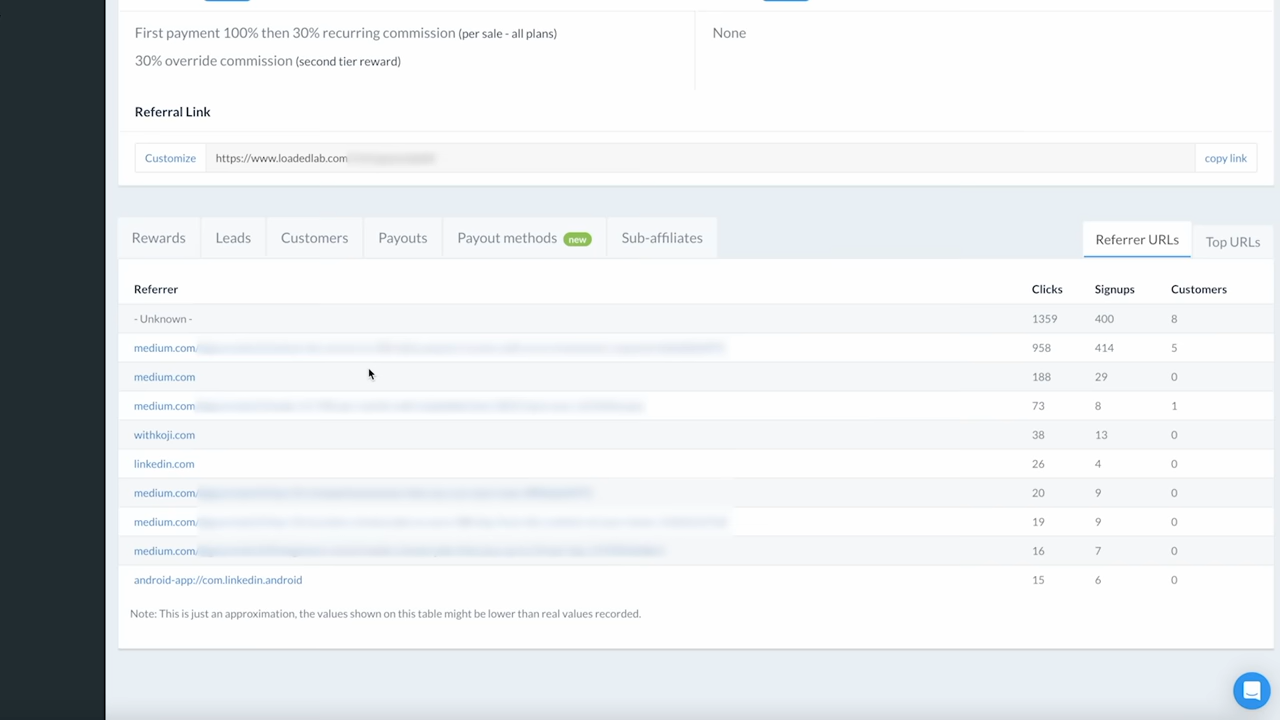 First payment 100% then 30% recurring commission (per sale - all plans)
None
30% override commission (second tier reward)
Referral Link
Customize https://www.loadedlab.com copy link
Rewards Leads Customers Payouts Payout methods new Sub-affiliates Referrer URLs Top URLs
Referrer Clicks Signups Customers
- Unknown - 1359 400 8
medium.com/ 958 414 5
medium.com 188 29 0
medium.com 73 8 1
withkoji.com 38 13 0
linkedin.com 26 4 0
medium.com/ 20 9 0
medium.com/ 19 9 0
medium.com/ 16 7 0
android-app://com.linkedin.android 15 6 0
Note: This is just an approximation, the values shown on this table might be lower than real values recorded.